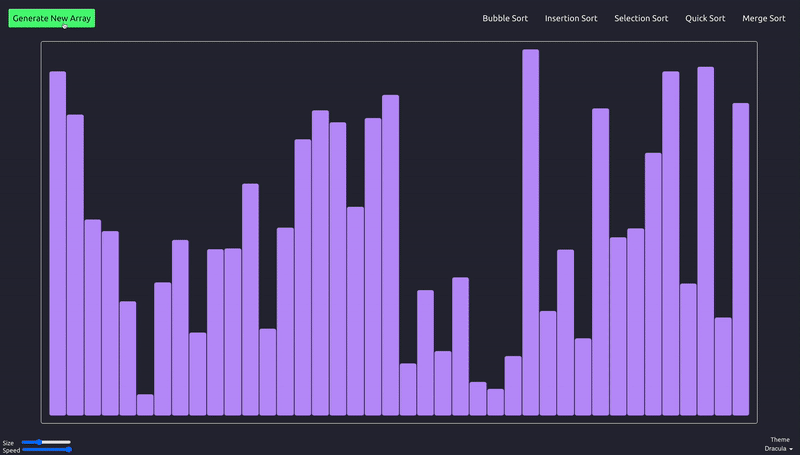 Generate New Array
Bubble Sort
Insertion Sort
Selection Sort
Quick Sort
Merge Sort
Size
Speed
Theme
Dracula